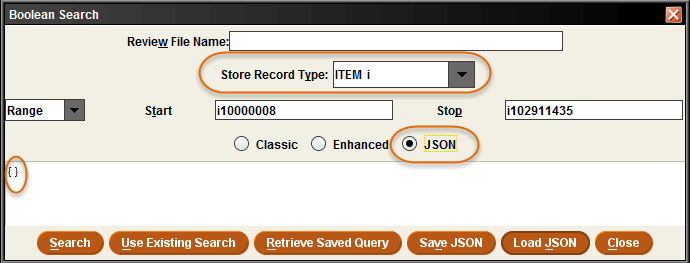 Boolean Search
Review File Name:
Store Record Type: ITEM i
Range Start i10000008 Stop i102911435
Classic Enhanced JSON
{ }
Search Use Existing Search Retrieve Saved Query Save JSON Load JSON Close